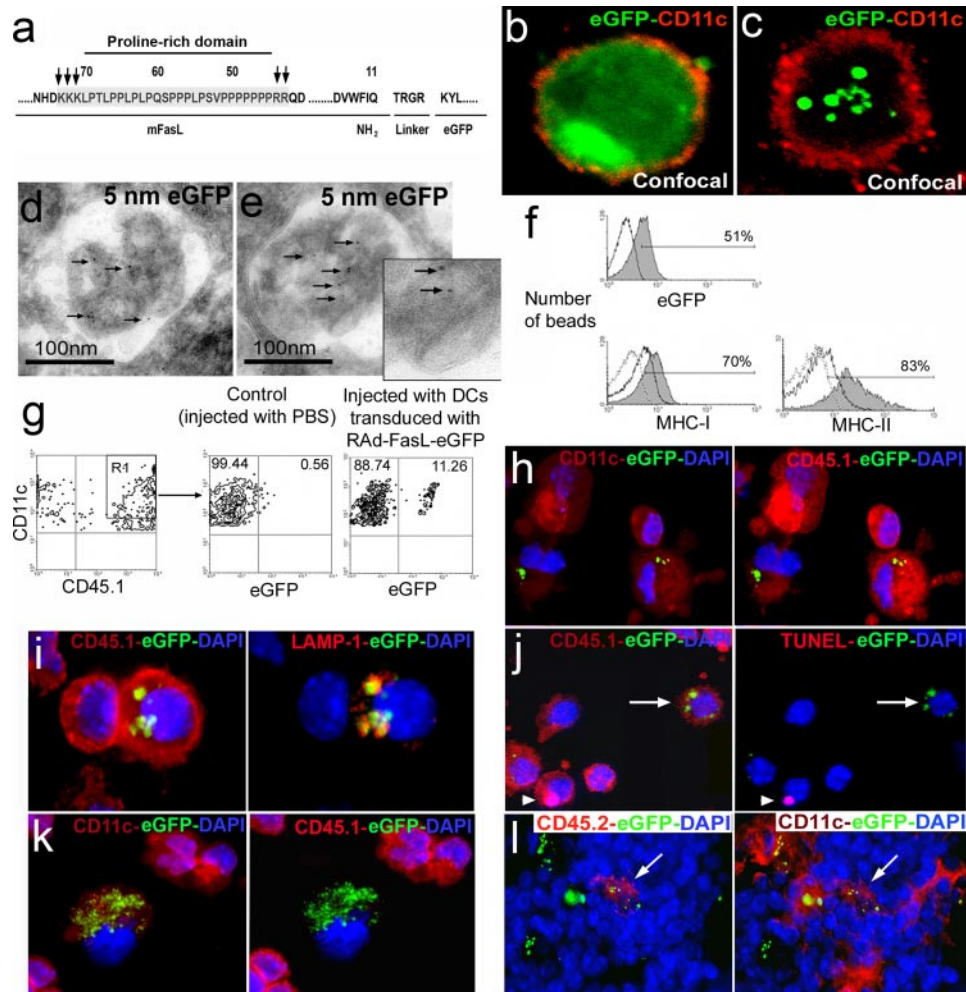 a
Proline-rich domain
70 60 50 11
.....NHDKKKLPTLPPLPLPQSPPPLPSVPPPPPPPRRQD ........DVWFIQ TRGR KYL.....
mFasL NH2 Linker eGFP
b
eGFP-CD11c
Confocal
c
eGFP-CD11c
Confocal
d
5 nm eGFP
100nm
e
5 nm eGFP
100nm
f
Number
of beads
51%
eGFP
70%
MHC-I
83%
MHC-II
g
Control
(injected with PBS)
Injected with DCs
transduced with
RAd-FasL-eGFP
R1
CD11c
CD45.1
99.44 0.56
eGFP
88.74 11.26
eGFP
h
CD11c-eGFP-DAPI
CD45.1-eGFP-DAPI
i
CD45.1-eGFP-DAPI
LAMP-1-eGFP-DAPI
j
CD45.1-eGFP-DAPI
TUNEL-eGFP-DAPI
k
CD11c-eGFP-DAPI
CD45.1-eGFP-DAPI
l
CD45.2-eGFP-DAPI
CD11c-eGFP-DAPI